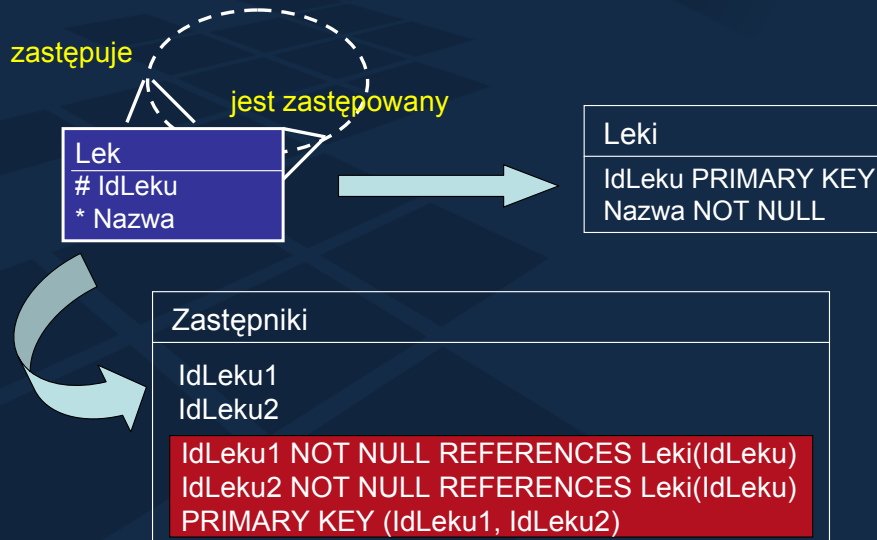 zastępuje
jest zastępowany
Lek
# IdLeku
* Nazwa
Leki
IdLeku PRIMARY KEY
Nazwa NOT NULL
Zastępniki
IdLeku1
IdLeku2
IdLeku1 NOT NULL REFERENCES Leki(IdLeku)
IdLeku2 NOT NULL REFERENCES Leki(IdLeku)
PRIMARY KEY (IdLeku1, IdLeku2)